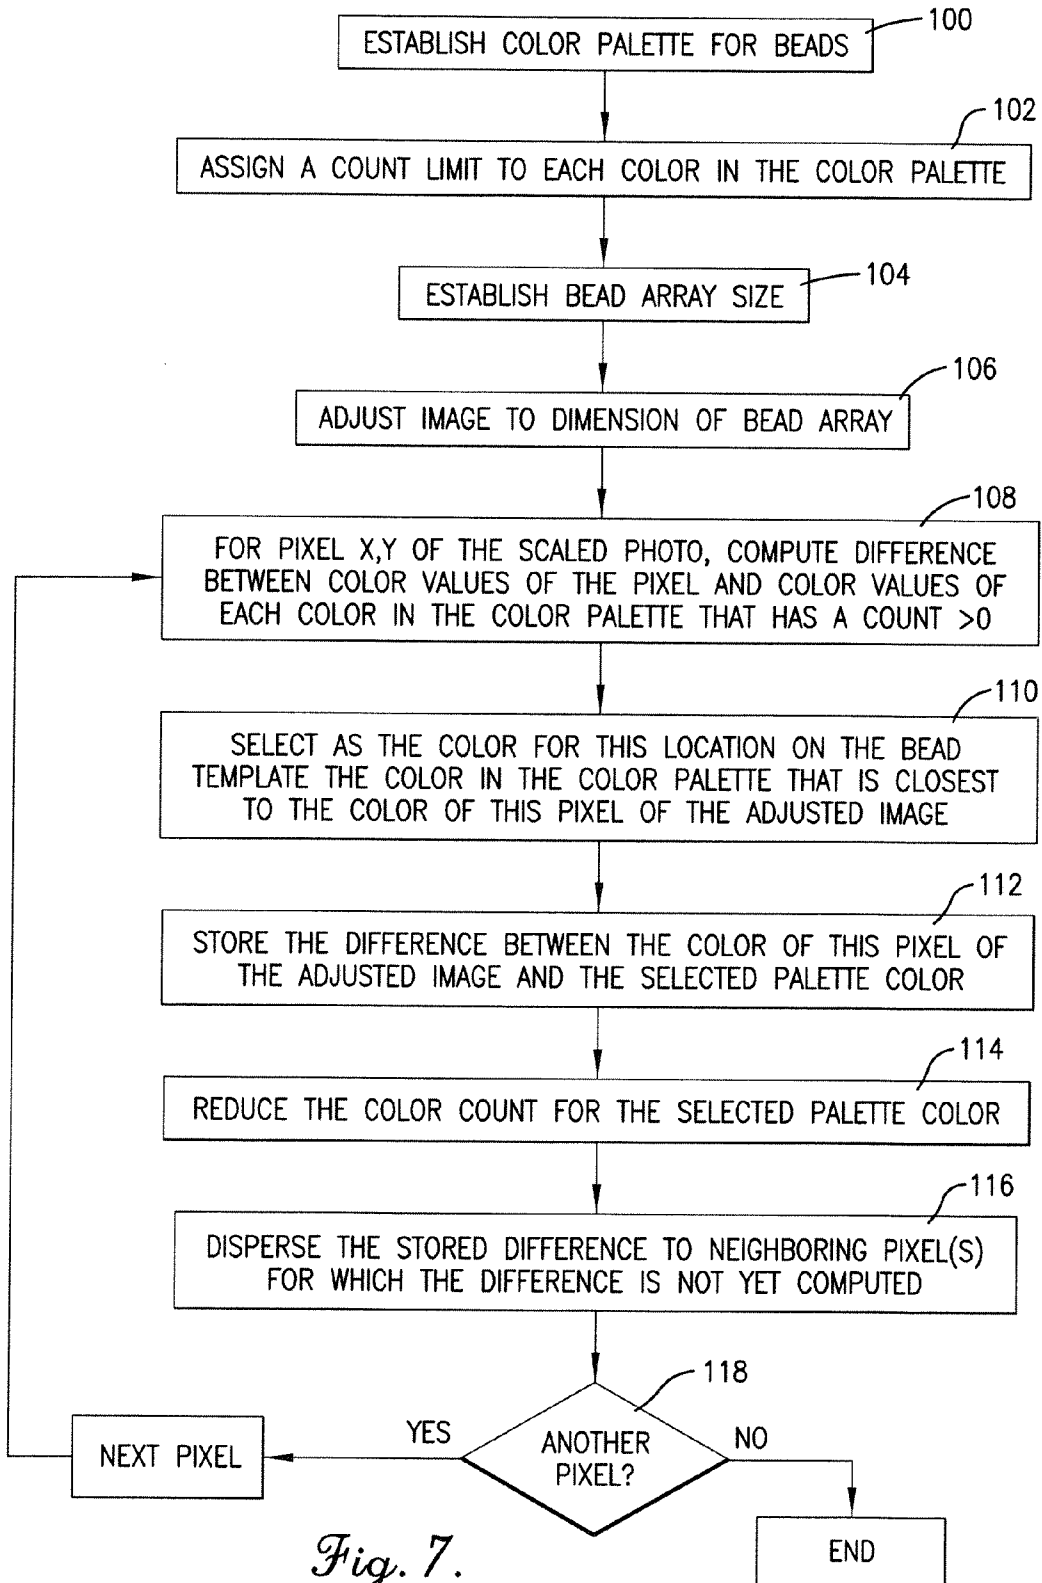 100
ESTABLISH COLOR PALETTE FOR BEADS
102
ASSIGN A COUNT LIMIT TO EACH COLOR IN THE COLOR PALETTE
104
ESTABLISH BEAD ARRAY SIZE
106
ADJUST IMAGE TO DIMENSION OF BEAD ARRAY
108
FOR PIXEL X,Y OF THE SCALED PHOTO, COMPUTE DIFFERENCE
BETWEEN COLOR VALUES OF THE PIXEL AND COLOR VALUES OF
EACH COLOR IN THE COLOR PALETTE THAT HAS A COUNT >0
110
SELECT AS THE COLOR FOR THIS LOCATION ON THE BEAD
TEMPLATE THE COLOR IN THE COLOR PALETTE THAT IS CLOSEST
TO THE COLOR OF THIS PIXEL OF THE ADJUSTED IMAGE
112
STORE THE DIFFERENCE BETWEEN THE COLOR OF THIS PIXEL OF
THE ADJUSTED IMAGE AND THE SELECTED PALETTE COLOR
114
REDUCE THE COLOR COUNT FOR THE SELECTED PALETTE COLOR
116
DISPERSE THE STORED DIFFERENCE TO NEIGHBORING PIXEL(S)
FOR WHICH THE DIFFERENCE IS NOT YET COMPUTED
118
ANOTHER
PIXEL?
YES
NO
NEXT PIXEL
END
Fig. 7.